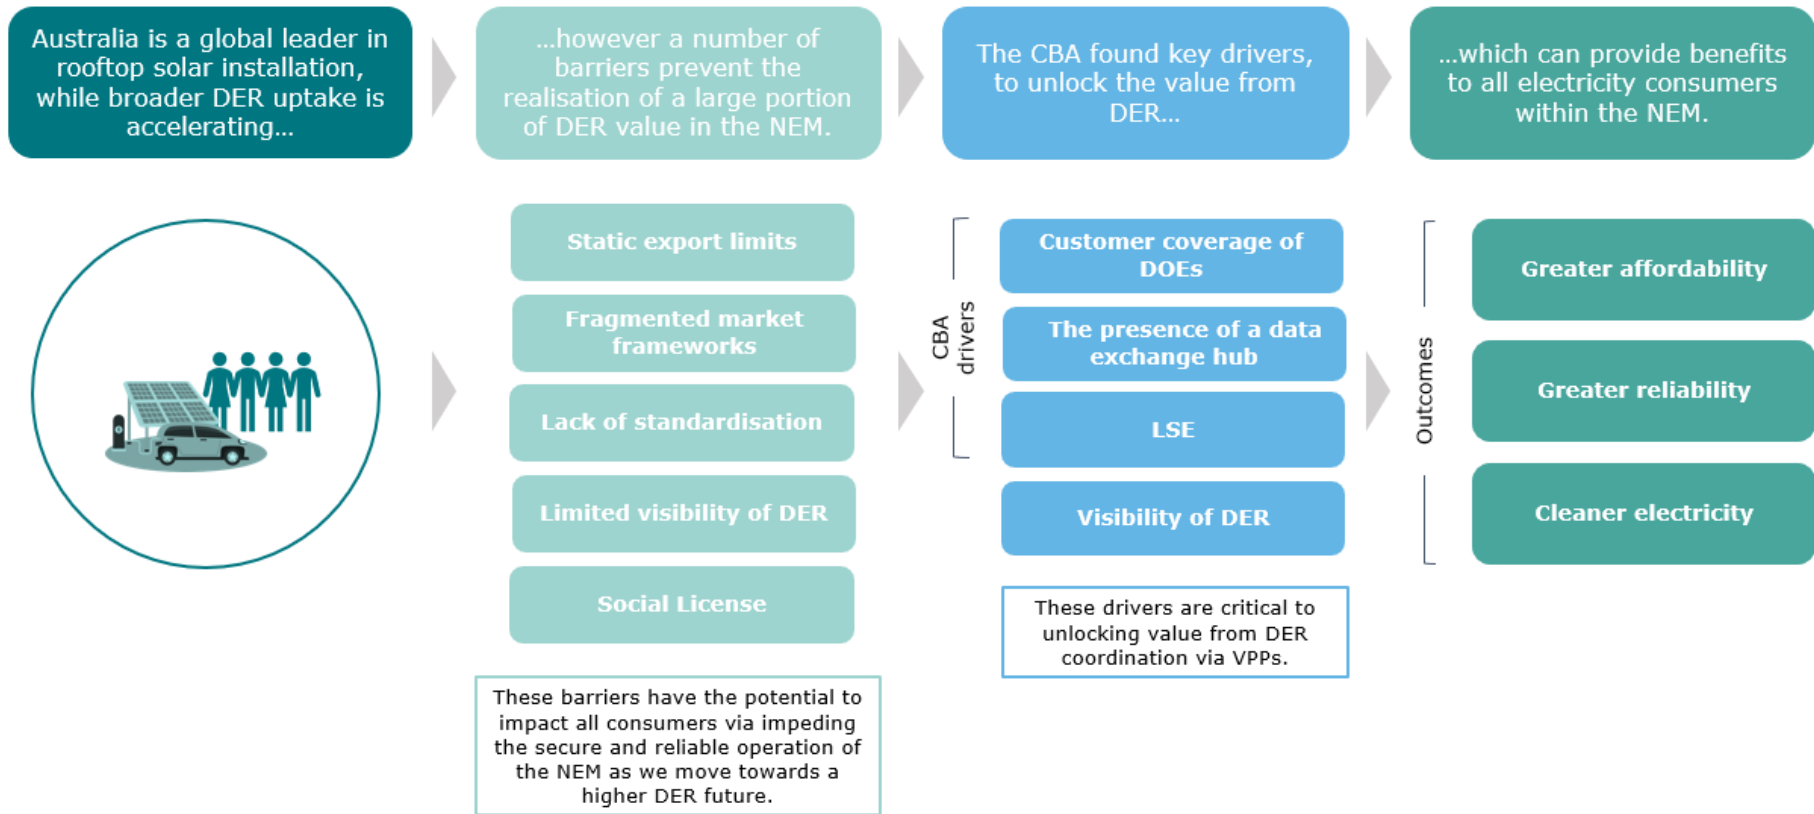 Australia is a global leader in
rooftop solar installation,
while broader DER uptake is
accelerating...
...however a number of
barriers prevent the
realisation of a large portion
of DER value in the NEM.
The CBA found key drivers,
to unlock the value from
DER...
...which can provide benefits
to all electricity consumers
within the NEM.
Static export limits
Fragmented market
frameworks
Lack of standardisation
Limited visibility of DER
Social License
These barriers have the potential to
impact all consumers via impeding
the secure and reliable operation of
the NEM as we move towards a
higher DER future.
CBA
drivers
Customer coverage of
DOEs
The presence of a data
exchange hub
LSE
Visibility of DER
These drivers are critical to
unlocking value from DER
coordination via VPPs.
Outcomes
Greater affordability
Greater reliability
Cleaner electricity